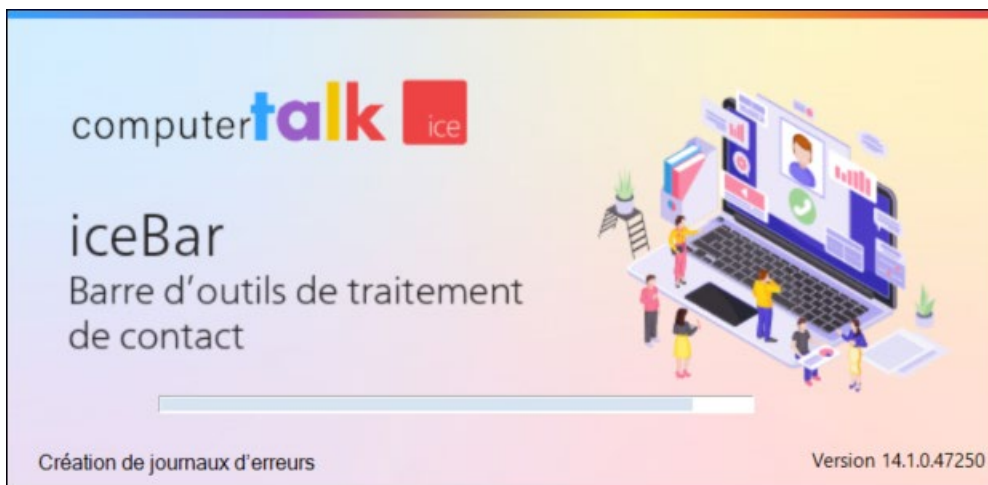 computertalk ice
iceBar
Barre d'outils de traitement
de contact
Création de journaux d'erreurs
Version 14.1.0.47250